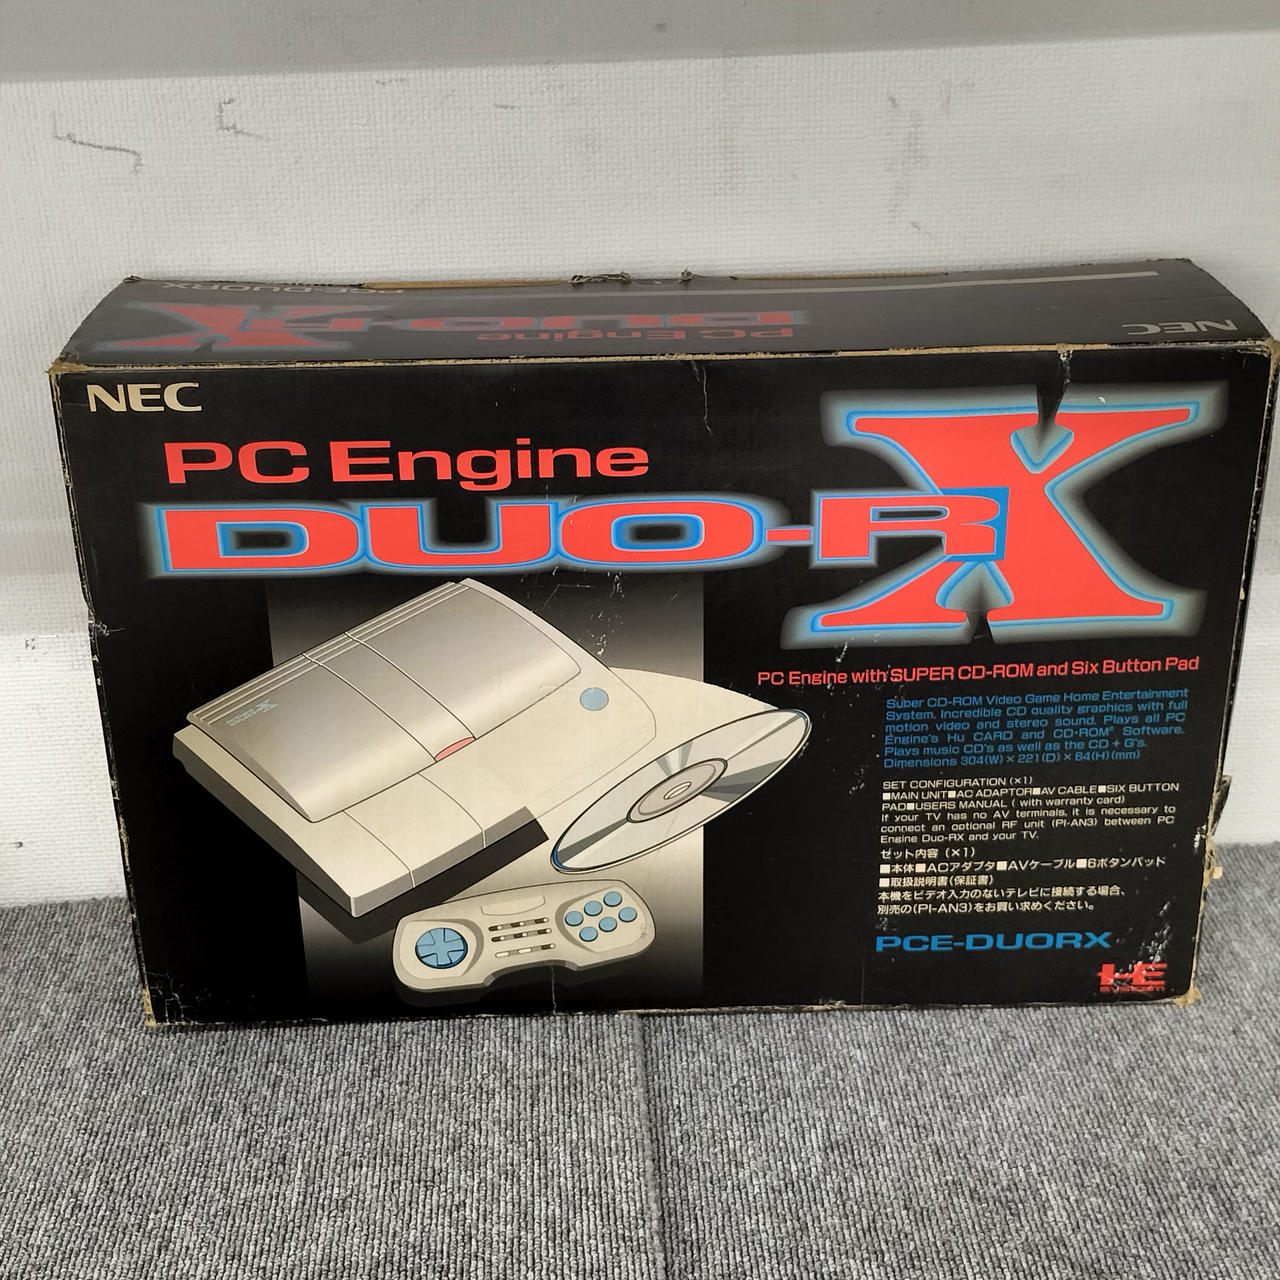 PCE-DUORX
PC Engine
DUO-RX
NEC
NEC
PC Engine
DUO-RX
PC Engine with SUPER CD-ROM and Six Button Pad
Super CD-ROM Video Game Home Entertainment
System. Incredible CD quality graphics with full
motion video and stereo sound. Plays all PC
Engine's Hu CARD and CD-ROM² Software.
Plays music CD's as well as the CD + G's.
Dimensions 304(W)×221(D)×64(H)(mm)
SET CONFIGURATION (×1)
■MAIN UNIT■AC ADAPTOR■AV CABLE■SIX BUTTON
PAD■USERS MANUAL ( with warranty card)
If your TV has no AV terminals, it is necessary to
connect an optional RF unit (PI-AN3) between PC
Engine Duo-RX and your TV.
セット内容(×1)
■本体■ACアダプタ■AVケーブル■6ボタンパッド
■取扱説明書(保証書)
本機をビデオ入力のないテレビに接続する場合、
別売の(PI-AN3)をお買い求めください。
PCE-DUORX
HE
SYSTEM